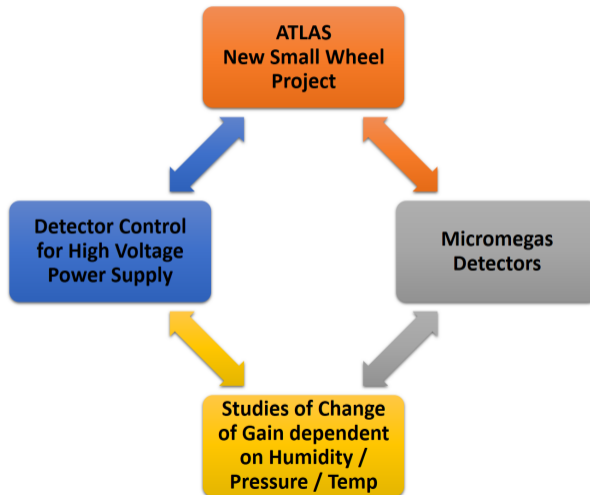 ATLAS
New Small Wheel
Project
Detector Control
for High Voltage
Power Supply
Micromegas
Detectors
Studies of Change
of Gain dependent
on Humidity /
Pressure / Temp